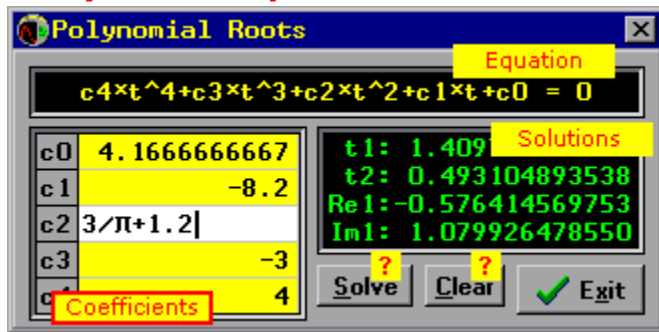 Polynomial Roots
Equation
c4×t^4+c3×t^3+c2×t^2+c1×t+c0 = 0
Solutions
c0 4.1666666667
c1 -8.2
c2 3/π+1.2
c3 -3
4
Coefficients
t1: 1.409
t2: 0.493104893538
Re1:-0.576414569753
Im1: 1.079926478550
? ?
Solve Clear Exit